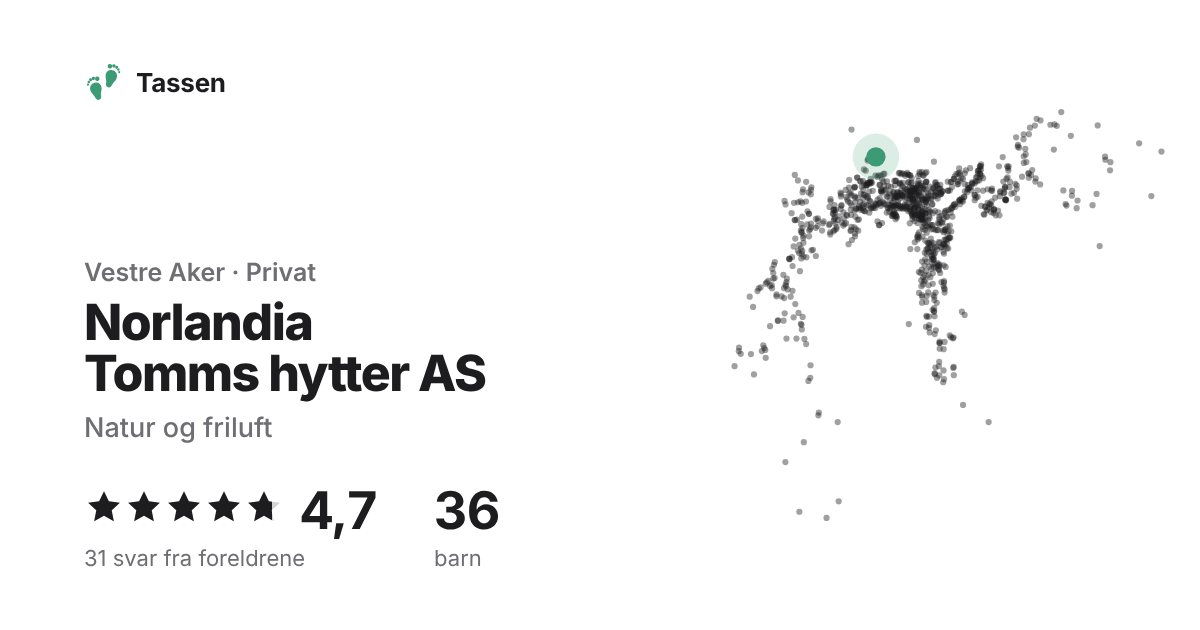 Tassen
Vestre Aker · Privat
Norlandia
Tomms hytter AS
Natur og friluft
4,7
31 svar fra foreldrene
36
barn